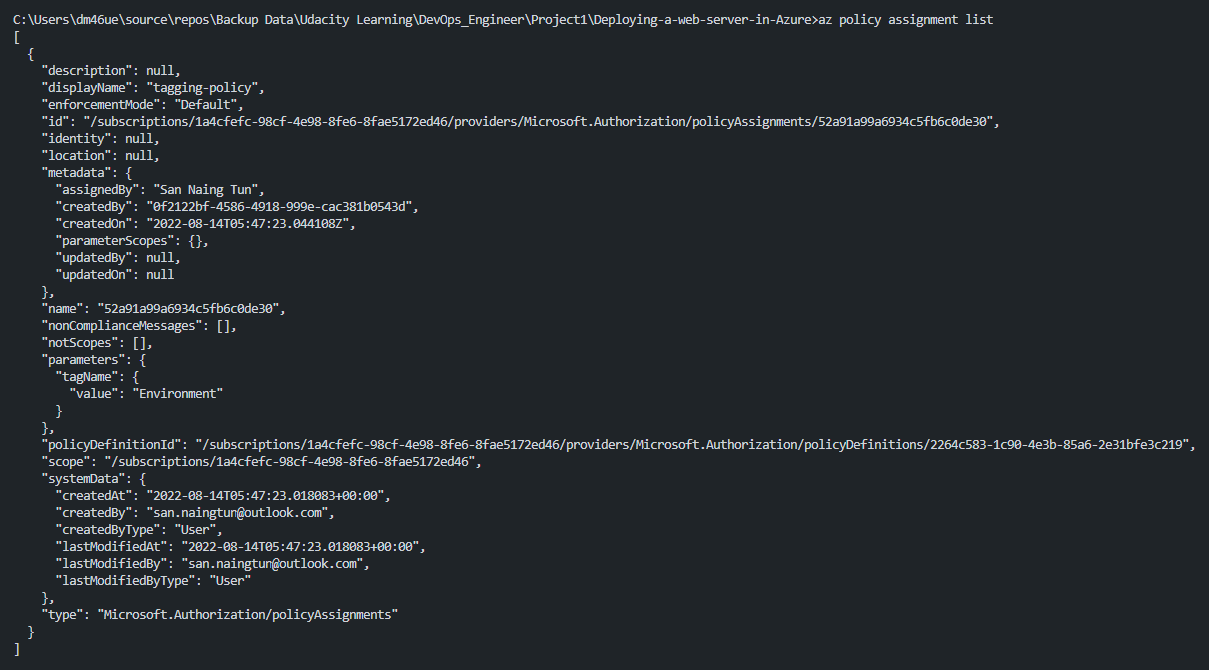 C:\Users\dm46ue\source\repos\Backup Data\Udacity Learning\DevOps_Engineer\Project1\Deploying-a-web-server-in-Azure>az policy assignment list
[
  {
    "description": null,
    "displayName": "tagging-policy",
    "enforcementMode": "Default",
    "id": "/subscriptions/1a4cfefc-98cf-4e98-8fe6-8fae5172ed46/providers/Microsoft.Authorization/policyAssignments/52a91a99a6934c5fb6c0de30",
    "identity": null,
    "location": null,
    "metadata": {
      "assignedBy": "San Naing Tun",
      "createdBy": "0f2122bf-4586-4918-999e-cac381b0543d",
      "createdOn": "2022-08-14T05:47:23.044108Z",
      "parameterScopes": {},
      "updatedBy": null,
      "updatedOn": null
    },
    "name": "52a91a99a6934c5fb6c0de30",
    "nonComplianceMessages": [],
    "notScopes": [],
    "parameters": {
      "tagName": {
        "value": "Environment"
      }
    },
    "policyDefinitionId": "/subscriptions/1a4cfefc-98cf-4e98-8fe6-8fae5172ed46/providers/Microsoft.Authorization/policyDefinitions/2264c583-1c90-4e3b-85a6-2e31bfe3c219",
    "scope": "/subscriptions/1a4cfefc-98cf-4e98-8fe6-8fae5172ed46",
    "systemData": {
      "createdAt": "2022-08-14T05:47:23.018083+00:00",
      "createdBy": "san.naingtun@outlook.com",
      "createdByType": "User",
      "lastModifiedAt": "2022-08-14T05:47:23.018083+00:00",
      "lastModifiedBy": "san.naingtun@outlook.com",
      "lastModifiedByType": "User"
    },
    "type": "Microsoft.Authorization/policyAssignments"
  }
]